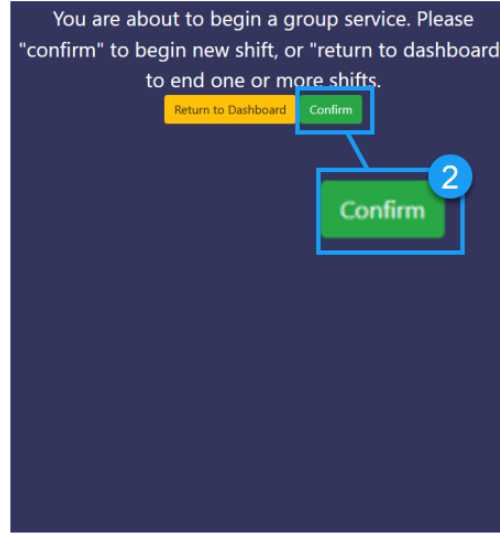 You are about to begin a group service. Please
"confirm" to begin new shift, or "return to dashboard
to end one or more shifts.
Return to Dashboard Confirm
2
Confirm